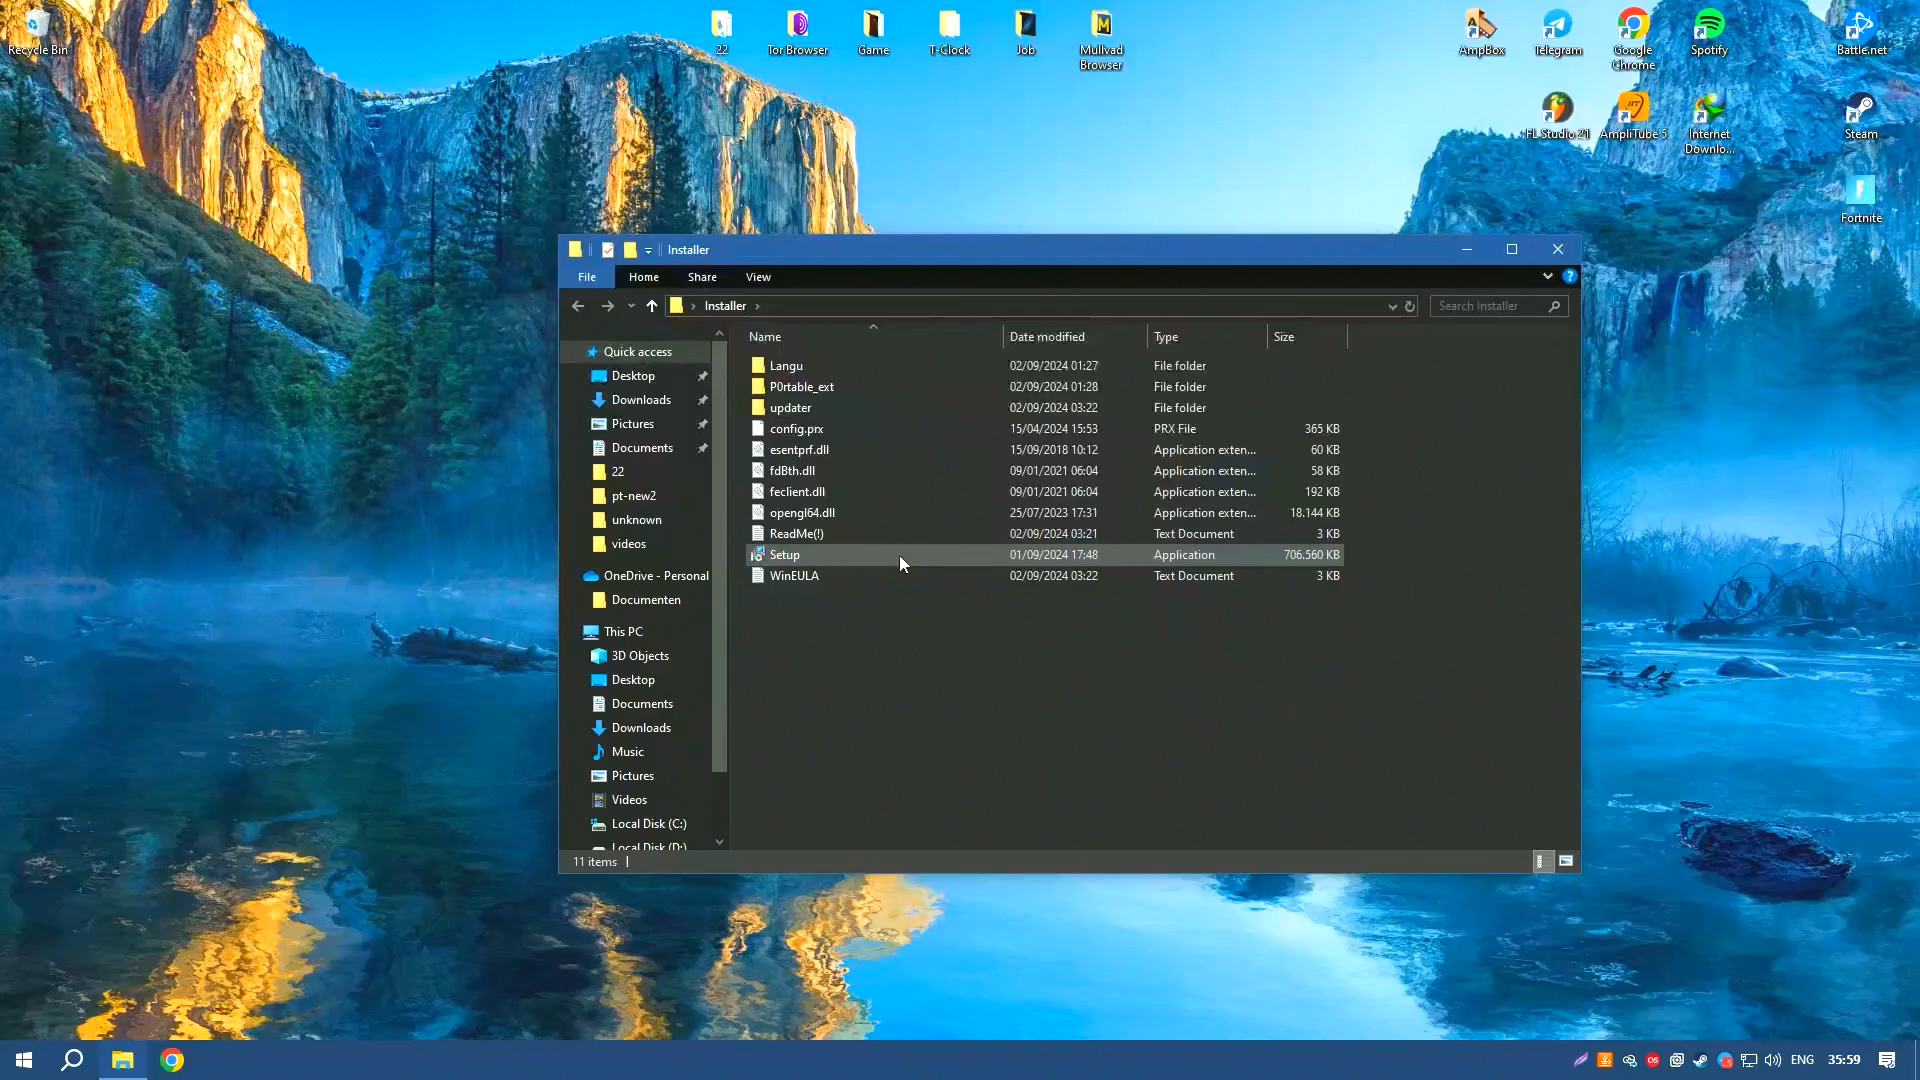 Recycle Bin
22
Tor Browser
Game
T-Clock
Job
Mullvad
Browser
AmpBox
Telegram
Google
Chrome
Spotify
Battle.net
FL Studio 21
AmpliTube 5
Internet
Downlo...
Steam
Fortnite
Installer
File
Home
Share
View
Installer
Search Installer
Name
Date modified
Type
Size
Quick access
Desktop
Downloads
Pictures
Documents
22
pt-new2
unknown
videos
OneDrive - Personal
Documenten
This PC
3D Objects
Desktop
Documents
Downloads
Music
Pictures
Videos
Local Disk (C:)
Local Disk (D:)
Langu 02/09/2024 01:27 File folder
P0rtable_ext 02/09/2024 01:28 File folder
updater 02/09/2024 03:22 File folder
config.prx 15/04/2024 15:53 PRX File 365 KB
esentprf.dll 15/09/2018 10:12 Application exten... 60 KB
fdBth.dll 09/01/2021 06:04 Application exten... 58 KB
feclient.dll 09/01/2021 06:04 Application exten... 192 KB
opengl64.dll 25/07/2023 17:31 Application exten... 18.144 KB
ReadMe(!) 02/09/2024 03:21 Text Document 3 KB
Setup 01/09/2024 17:48 Application 706.560 KB
WinEULA 02/09/2024 03:22 Text Document 3 KB
11 items
ENG
35:59